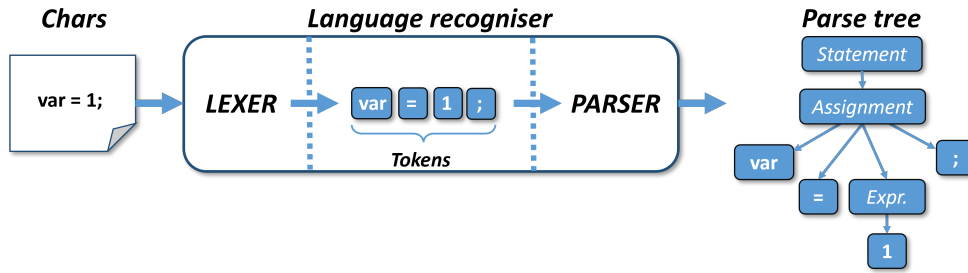 Chars
Language recogniser
Parse tree
var = 1;
LEXER
var = 1 ;
Tokens
PARSER
Statement
Assignment
var
=
Expr.
;
1